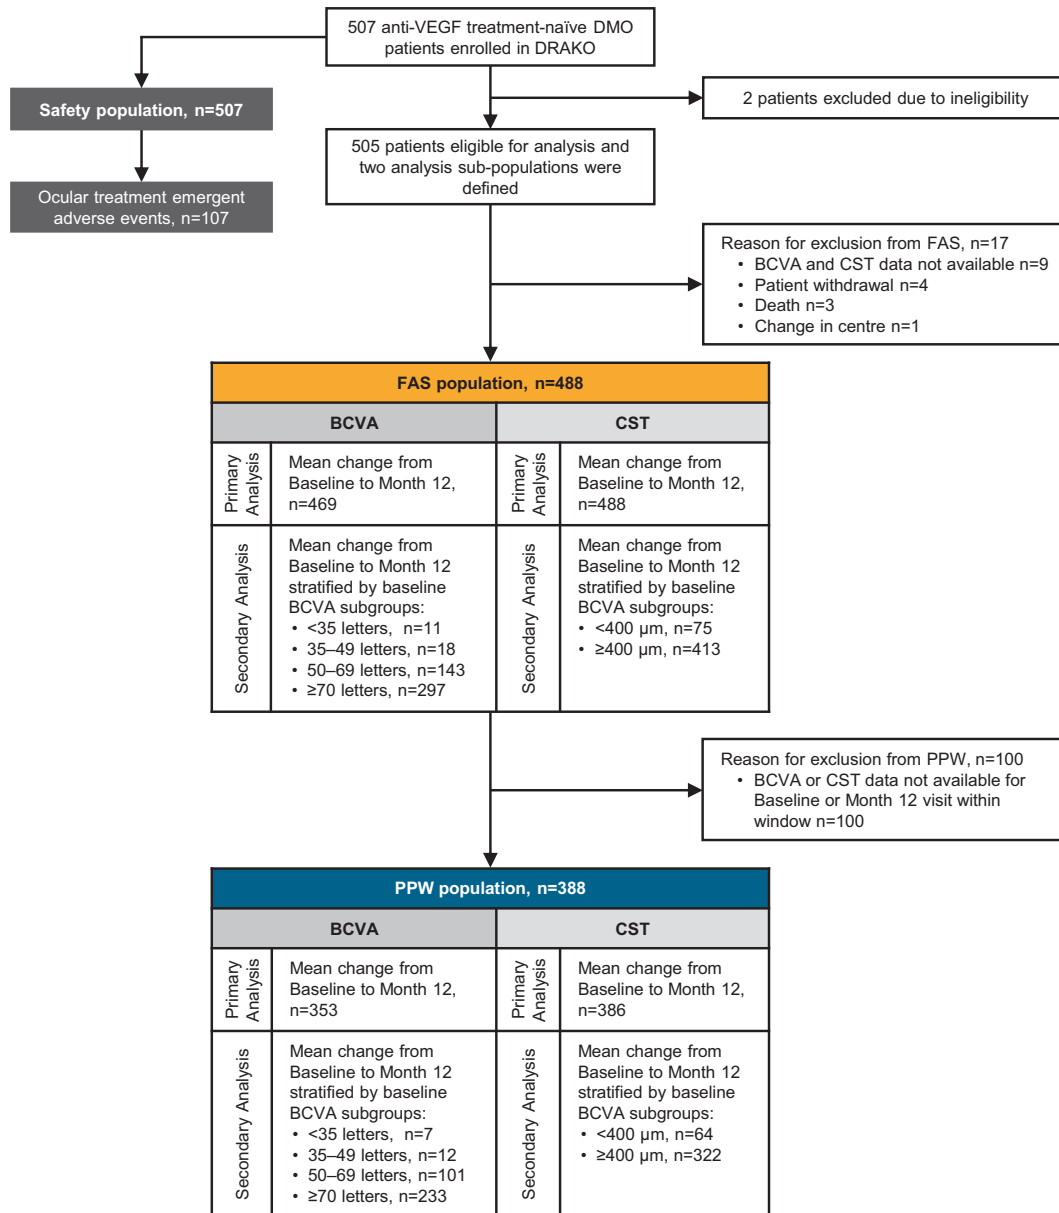 507 anti-VEGF treatment-naïve DMO
patients enrolled in DRAKO
Safety population, n=507
2 patients excluded due to ineligibility
505 patients eligible for analysis and
two analysis sub-populations were
defined
Ocular treatment emergent
adverse events, n=107
Reason for exclusion from FAS, n=17
• BCVA and CST data not available n=9
• Patient withdrawal n=4
• Death n=3
• Change in centre n=1
FAS population, n=488
BCVA
CST
Primary
Analysis
Mean change from
Baseline to Month 12,
n=469
Primary
Analysis
Mean change from
Baseline to Month 12,
n=488
Secondary Analysis
Mean change from
Baseline to Month 12
stratified by baseline
BCVA subgroups:
• <35 letters, n=11
• 35–49 letters, n=18
• 50–69 letters, n=143
• ≥70 letters, n=297
Secondary Analysis
Mean change from
Baseline to Month 12
stratified by baseline
BCVA subgroups:
• <400 µm, n=75
• ≥400 µm, n=413
Reason for exclusion from PPW, n=100
• BCVA or CST data not available for
Baseline or Month 12 visit within
window n=100
PPW population, n=388
BCVA
CST
Primary
Analysis
Mean change from
Baseline to Month 12,
n=353
Primary
Analysis
Mean change from
Baseline to Month 12,
n=386
Secondary Analysis
Mean change from
Baseline to Month 12
stratified by baseline
BCVA subgroups:
• <35 letters, n=7
• 35–49 letters, n=12
• 50–69 letters, n=101
• ≥70 letters, n=233
Secondary Analysis
Mean change from
Baseline to Month 12
stratified by baseline
BCVA subgroups:
• <400 µm, n=64
• ≥400 µm, n=322